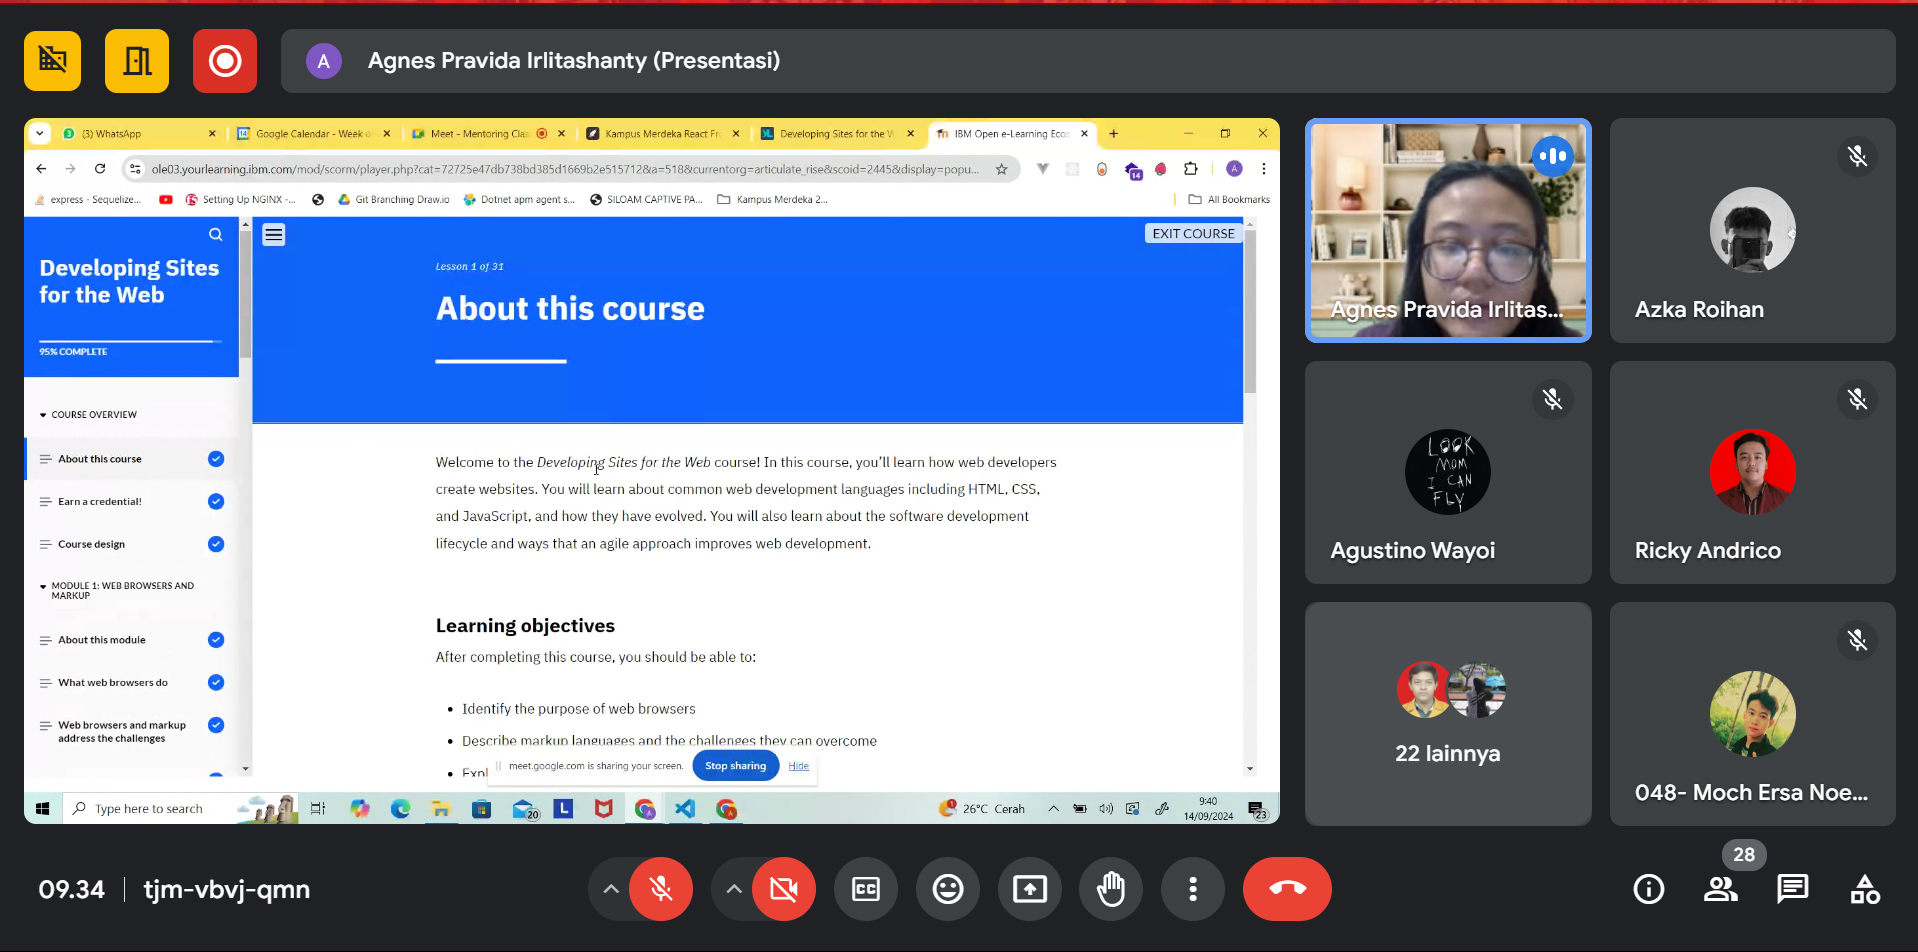 A
Agnes Pravida Irlitashanty (Presentasi)
(3) WhatsApp
Google Calendar - Week o
Meet - Mentoring Clas
Kampus Merdeka React Fr
Developing Sites for the W
IBM Open e-Learning Ecos
ole03.yourlearning.ibm.com/mod/scorm/player.php?cat=72725e47db738bd385d1669b2e515712&a=518&currentorg=articulate_rise&scoid=2445&display=popu...
14
A
express - Sequelize...
Setting Up NGINX -...
Git Branching Draw.io
Dotnet apm agent s...
SILOAM CAPTIVE PA...
Kampus Merdeka 2...
All Bookmarks
Developing Sites
for the Web
95% COMPLETE
COURSE OVERVIEW
About this course
Earn a credential!
Course design
MODULE 1: WEB BROWSERS AND
MARKUP
About this module
What web browsers do
Web browsers and markup
address the challenges
EXIT COURSE
Lesson 1 of 31
About this course
Welcome to the Developing Sites for the Web course! In this course, you'll learn how web developers
create websites. You will learn about common web development languages including HTML, CSS,
and JavaScript, and how they have evolved. You will also learn about the software development
lifecycle and ways that an agile approach improves web development.
Learning objectives
After completing this course, you should be able to:
Identify the purpose of web browsers
Describe markup languages and the challenges they can overcome
Expl
meet.google.com is sharing your screen.
Stop sharing
Hide
Type here to search
20
L
26°C Cerah
9:40
14/09/2024
23
Agnes Pravida Irlitas...
Azka Roihan
LOOK
MOM
I CAN
FLY
Agustino Wayoi
Ricky Andrico
22 lainnya
048- Moch Ersa Noe...
09.34
tjm-vbvj-qmn
CC
28